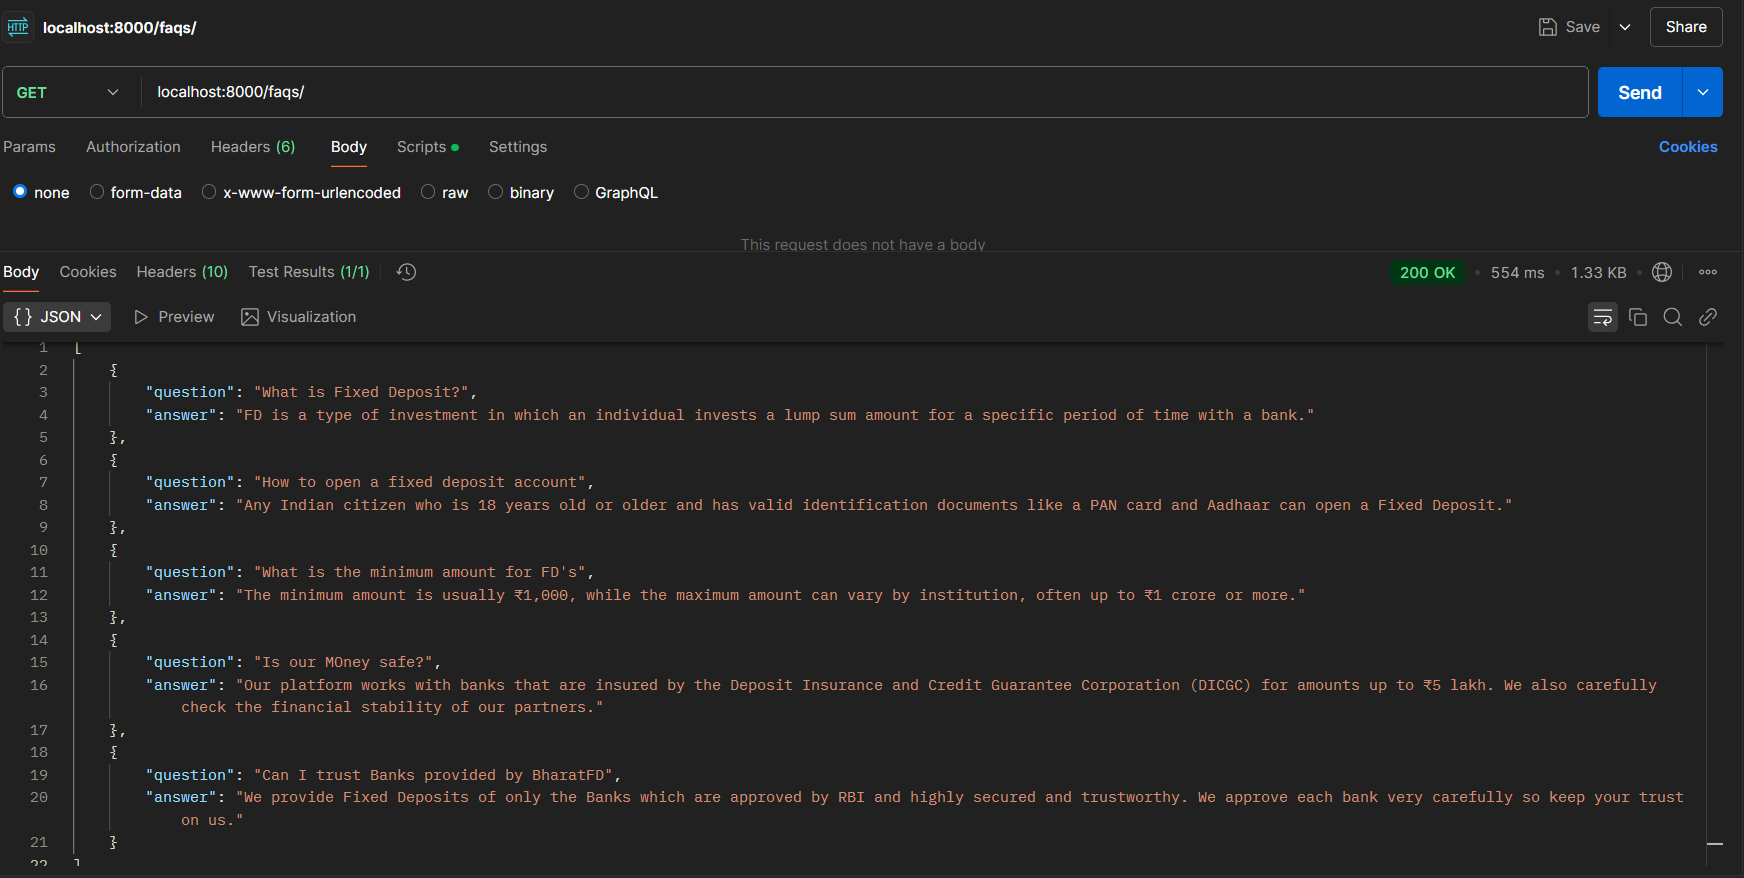 HTTP localhost:8000/faqs/ Save Share
GET localhost:8000/faqs/ Send
Params Authorization Headers (6) Body Scripts Settings Cookies
none form-data x-www-form-urlencoded raw binary GraphQL
This request does not have a body
Body Cookies Headers (10) Test Results (1/1) 200 OK • 554 ms • 1.33 KB •
{} JSON Preview Visualization
1 [
2 {
3 "question": "What is Fixed Deposit?",
4 "answer": "FD is a type of investment in which an individual invests a lump sum amount for a specific period of time with a bank."
5 },
6 {
7 "question": "How to open a fixed deposit account",
8 "answer": "Any Indian citizen who is 18 years old or older and has valid identification documents like a PAN card and Aadhaar can open a Fixed Deposit."
9 },
10 {
11 "question": "What is the minimum amount for FD's",
12 "answer": "The minimum amount is usually ₹1,000, while the maximum amount can vary by institution, often up to ₹1 crore or more."
13 },
14 {
15 "question": "Is our MOney safe?",
16 "answer": "Our platform works with banks that are insured by the Deposit Insurance and Credit Guarantee Corporation (DICGC) for amounts up to ₹5 lakh. We also carefully
check the financial stability of our partners."
17 },
18 {
19 "question": "Can I trust Banks provided by BharatFD",
20 "answer": "We provide Fixed Deposits of only the Banks which are approved by RBI and highly secured and trustworthy. We approve each bank very carefully so keep your trust
on us."
21 }
22 ]